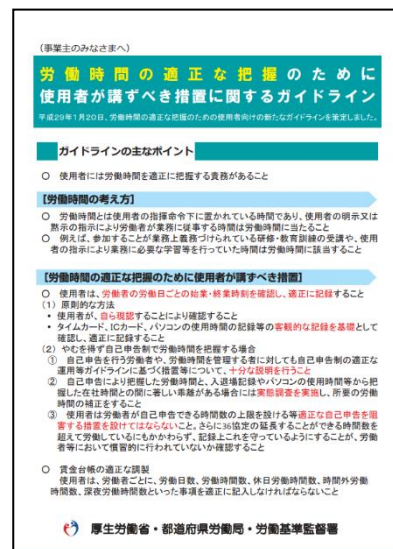 （事業主のみなさまへ）
労働時間の適正な把握のために
使用者が講ずべき措置に関するガイドライン
平成29年1月20日、労働時間の適正な把握のための使用者向けの新たなガイドラインを策定しました。
ガイドラインの主なポイント
○ 使用者には労働時間を適正に把握する責務があること
[労働時間の考え方]
○ 労働時間とは使用者の指揮命令下に置かれている時間であり、使用者の明示又は
黙示の指示により労働者が業務に従事する時間は労働時間に当たること
○ 例えば、参加することが業務上義務づけられている研修・教育訓練の受講や、使用
者の指示により業務に必要な学習等を行っていた時間は労働時間に該当すること
[労働時間の適正な把握のために使用者が講ずべき措置]
○ 使用者は、労働者の労働日ごとの始業・終業時刻を確認し、適正に記録すること
（1）原則的な方法
・ 使用者が、自ら現認することにより確認すること
・ タイムカード、ICカード、パソコンの使用時間の記録等の客観的な記録を基礎として
確認し、適正に記録すること
（2）やむを得ず自己申告制で労働時間を把握する場合
① 自己申告を行う労働者や、労働時間を管理する者に対しても自己申告制の適正な
運用等ガイドラインに基づく措置等について、十分な説明を行うこと
② 自己申告により把握した労働時間と、入退場記録やパソコンの使用時間等から把
握した在社時間との間に著しい乖離がある場合には実態調査を実施し、所要の労働
時間の補正をすること
③ 使用者は労働者が自己申告できる時間数の上限を設ける等適正な自己申告を阻
害する措置を設けてはならないこと。さらに36協定の延長することができる時間数を
超えて労働しているにもかかわらず、記録上これを守っているようにすることが、労働
者等において慣習的に行われていないか確認すること
○ 賃金台帳の適正な調製
使用者は、労働者ごとに、労働日数、労働時間数、休日労働時間数、時間外労働
時間数、深夜労働時間数といった事項を適正に記入しなければならないこと
厚生労働省・都道府県労働局・労働基準監督署